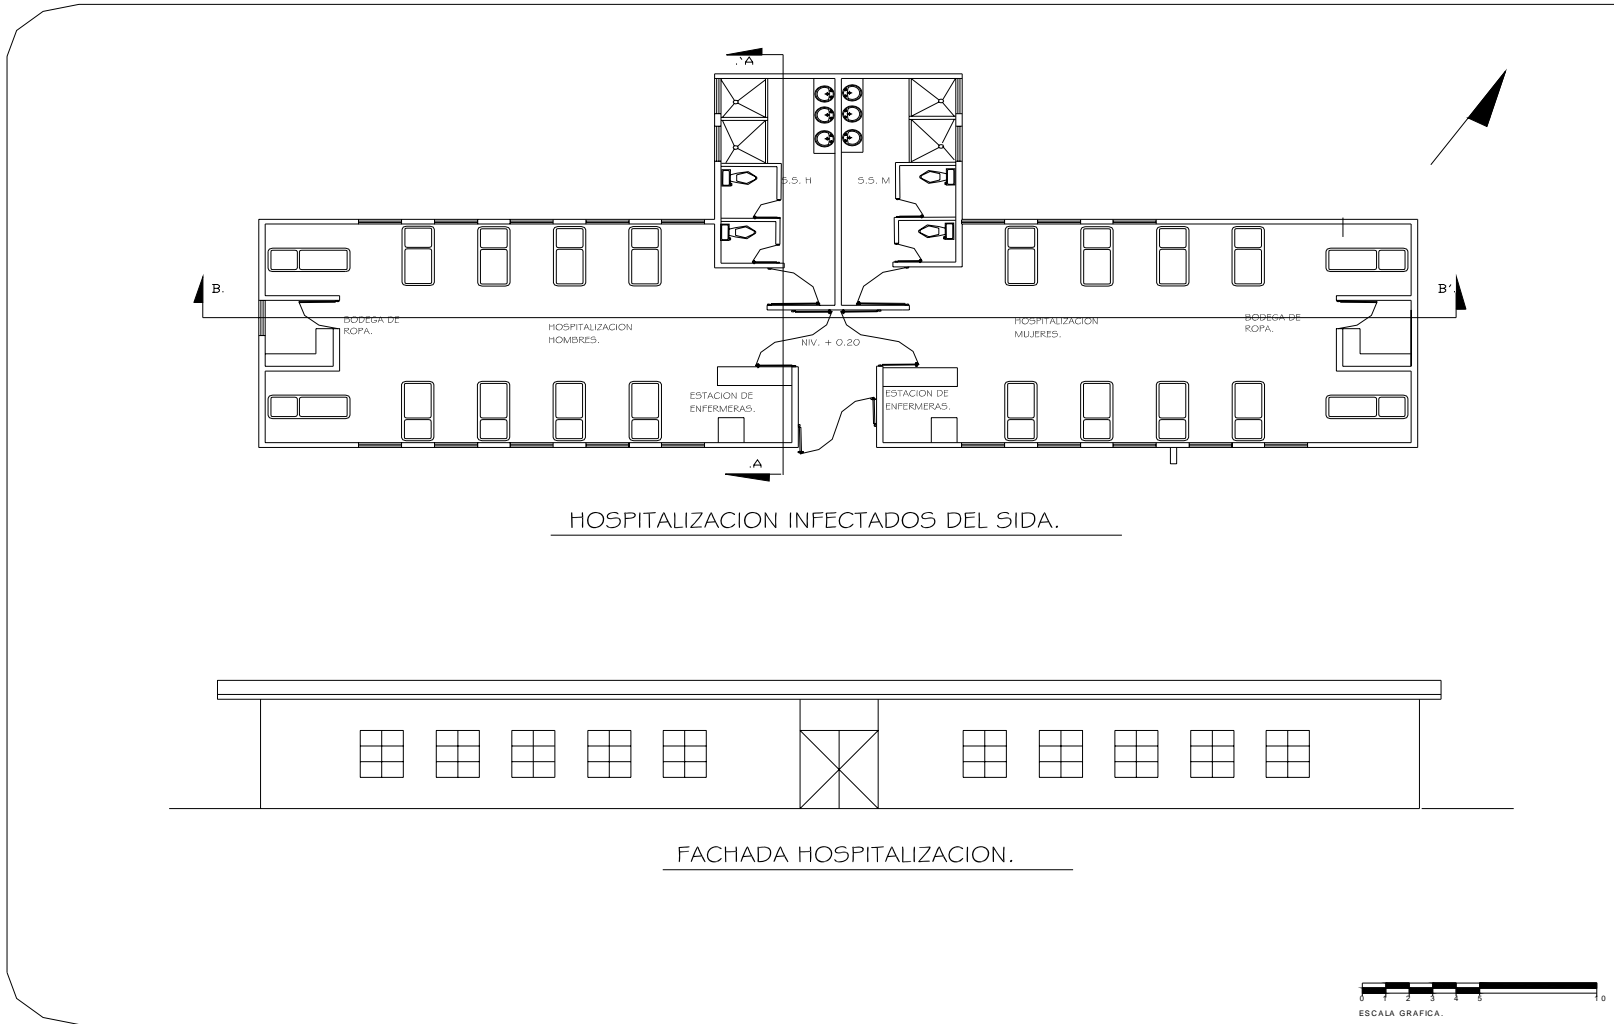 .'A
S.S. H
S.S. M
B.
B'.
BODEGA DE
ROPA.
HOSPITALIZACION
HOMBRES.
HOSPITALIZACION
MUJERES.
BODEGA DE
ROPA.
NIV. + 0.20
ESTACION DE
ENFERMERAS.
ESTACION DE
ENFERMERAS.
.A
HOSPITALIZACION INFECTADOS DEL SIDA.
FACHADA HOSPITALIZACION.
0 1 2 3 4 5 10
ESCALA GRAFICA.